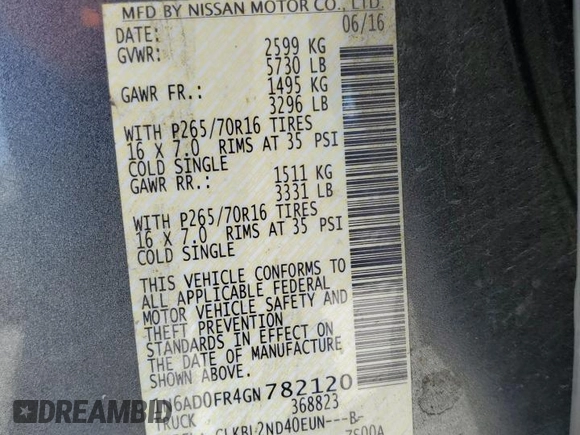 MFD BY NISSAN MOTOR CO., LTD.
DATE: 06/16
GVWR: 2599 KG
5730 LB
GAWR FR.: 1495 KG
3296 LB
WITH P265/70R16 TIRES
16 X 7.0 RIMS AT 35 PSI
COLD SINGLE
GAWR RR.: 1511 KG
3331 LB
WITH P265/70R16 TIRES
16 X 7.0 RIMS AT 35 PSI
COLD SINGLE
THIS VEHICLE CONFORMS TO
ALL APPLICABLE FEDERAL
MOTOR VEHICLE SAFETY AND
THEFT PREVENTION
STANDARDS IN EFFECT ON
THE DATE OF MANUFACTURE
SHOWN ABOVE.
N6AD0FR4GN782120
TRUCK 368823
CLKBL2ND40EUN---B-
7S00A
DREAMBID